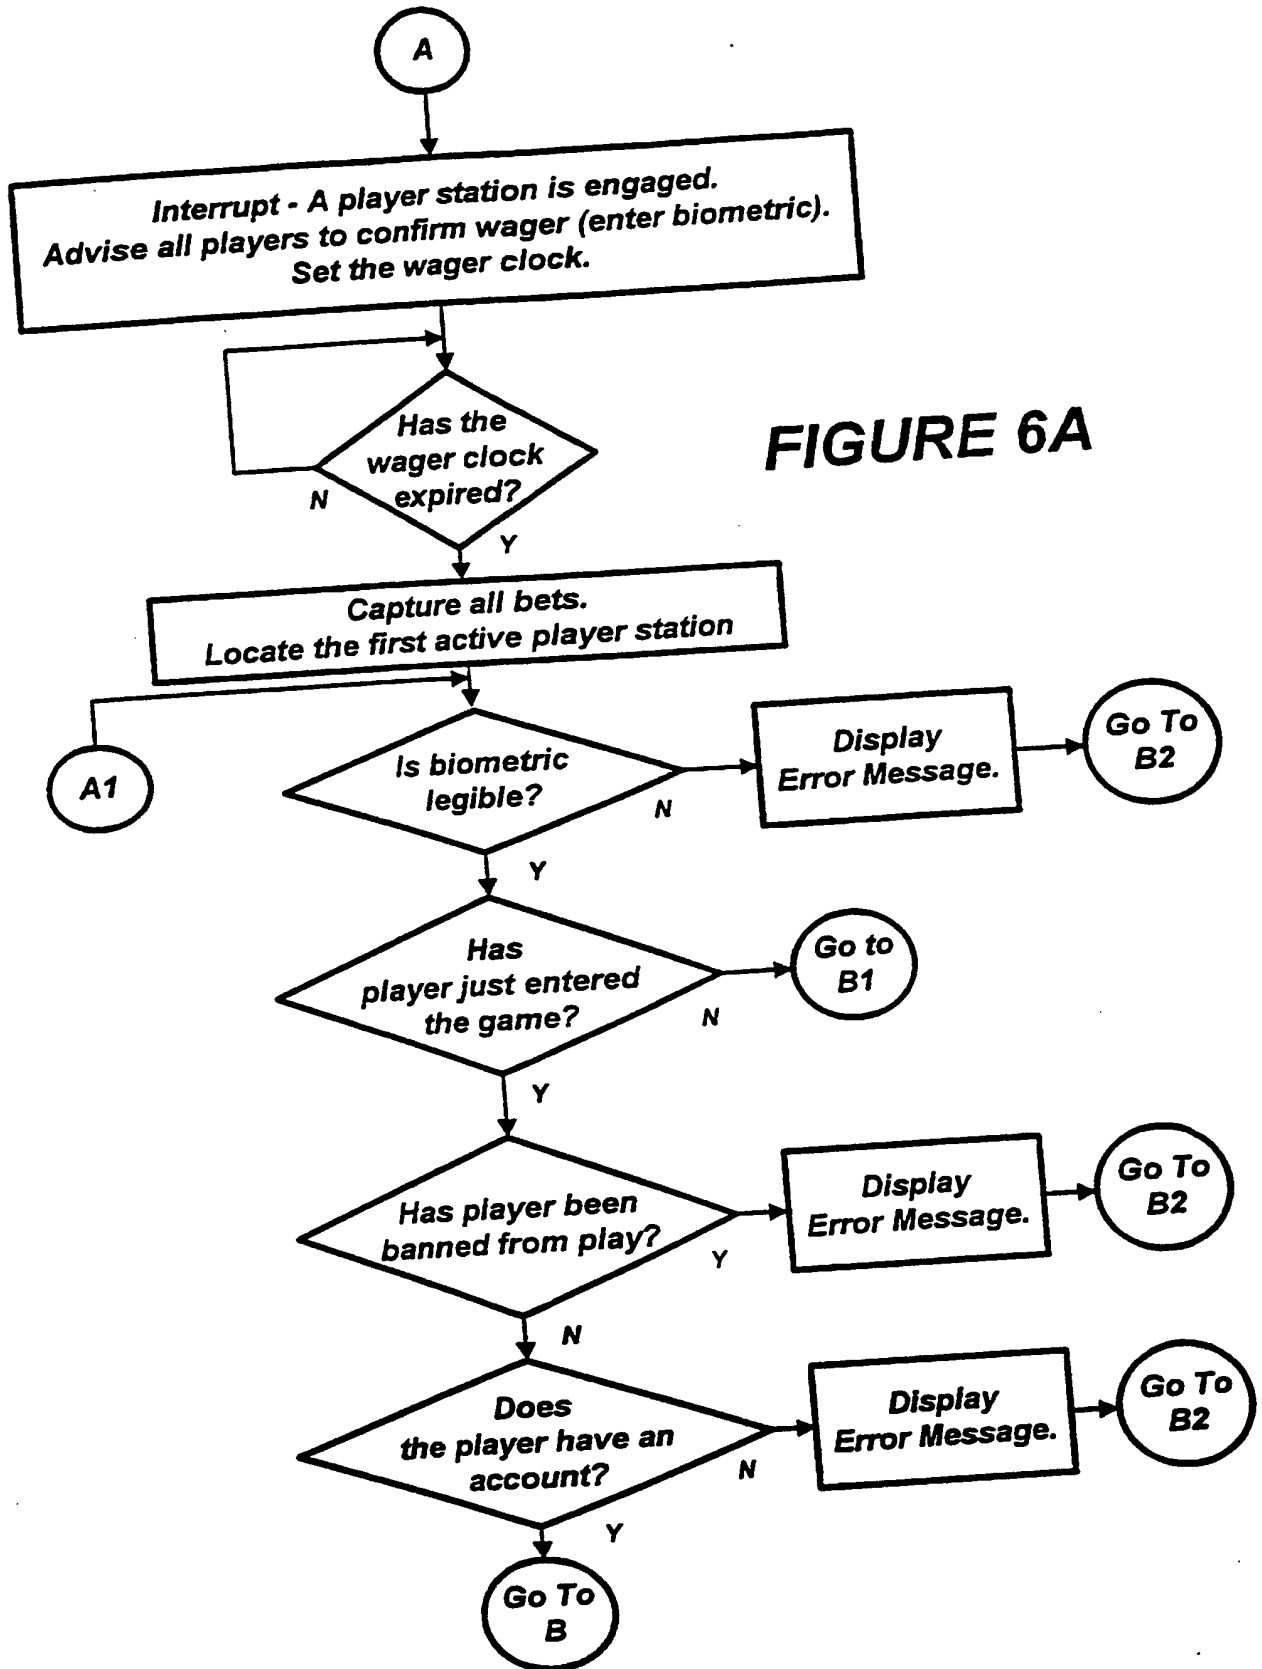 A
Interrupt - A player station is engaged.
Advise all players to confirm wager (enter biometric).
Set the wager clock.
Has the
wager clock
expired?
N
Y
FIGURE 6A
Capture all bets.
Locate the first active player station
A1
Is biometric
legible?
N
Y
Display
Error Message.
Go To
B2
Has
player just entered
the game?
N
Y
Go to
B1
Has player been
banned from play?
Y
N
Display
Error Message.
Go To
B2
Does
the player have an
account?
N
Y
Display
Error Message.
Go To
B2
Go To
B